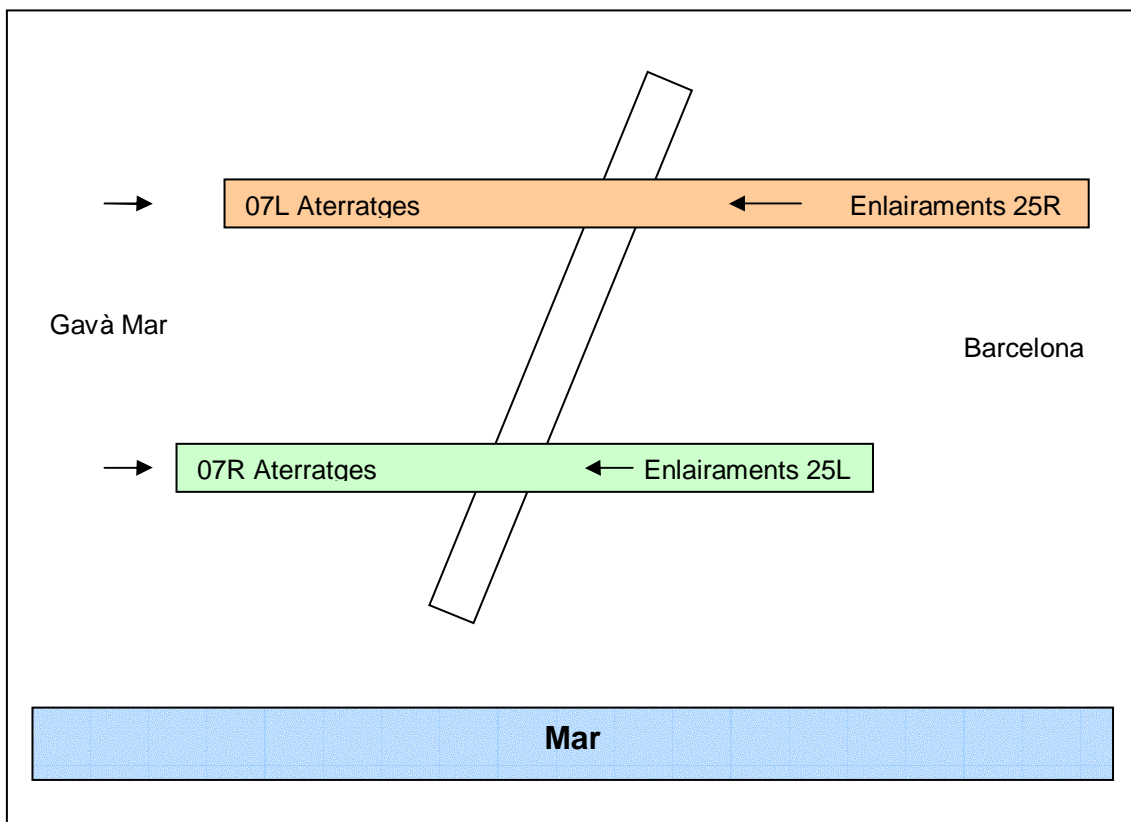 07L Aterratges
Enlairaments 25R
Gavà Mar
Barcelona
07R Aterratges
Enlairaments 25L
Mar